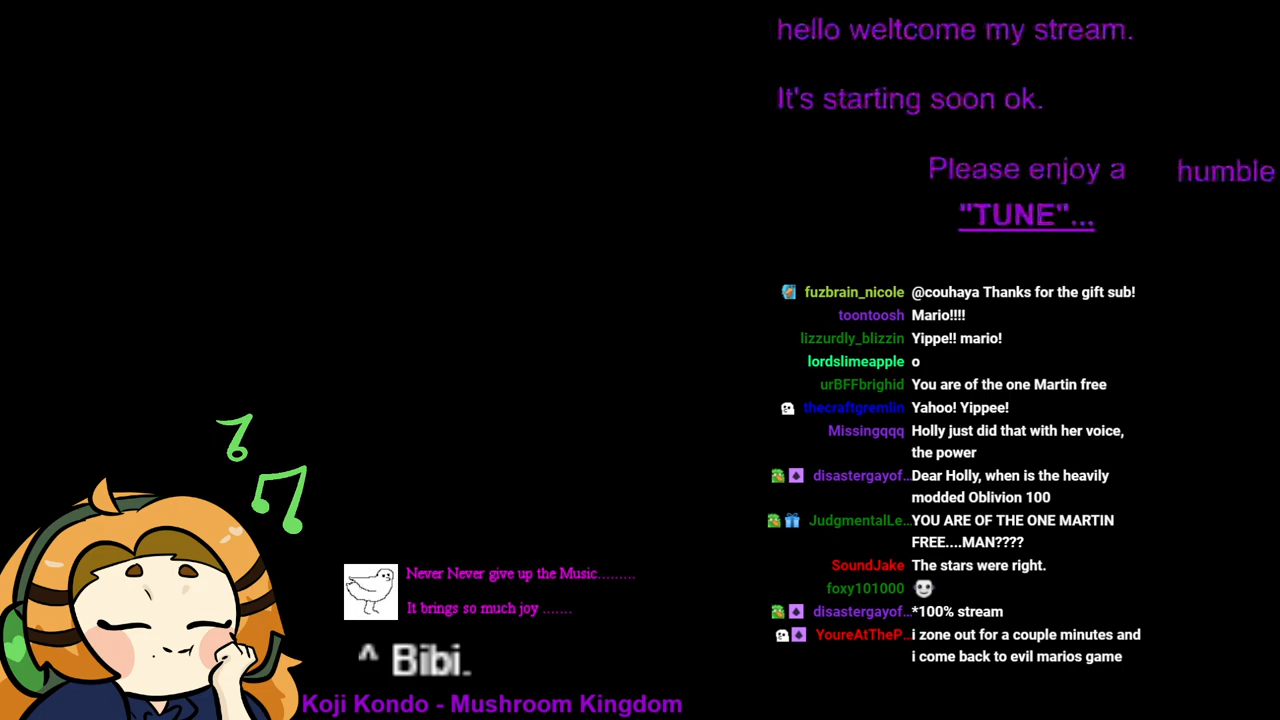 hello weltcome my stream.
It's starting soon ok.
Please enjoy a humble
"TUNE"...
fuzbrain_nicole @couhaya Thanks for the gift sub!
toontoosh Mario!!!!
lizzurdly_blizzin Yippe!! mario!
lordslimeapple o
urBFFbrighid You are of the one Martin free
thecraftgremlin Yahoo! Yippee!
Missingqqq Holly just did that with her voice,
the power
disastergayof... Dear Holly, when is the heavily
modded Oblivion 100
JudgmentalLe... YOU ARE OF THE ONE MARTIN
FREE....MAN????
SoundJake The stars were right.
foxy101000
disastergayof... *100% stream
YoureAtTheP... i zone out for a couple minutes and
i come back to evil marios game
Never Never give up the Music.........
It brings so much joy .......
^ Bibi.
Koji Kondo - Mushroom Kingdom